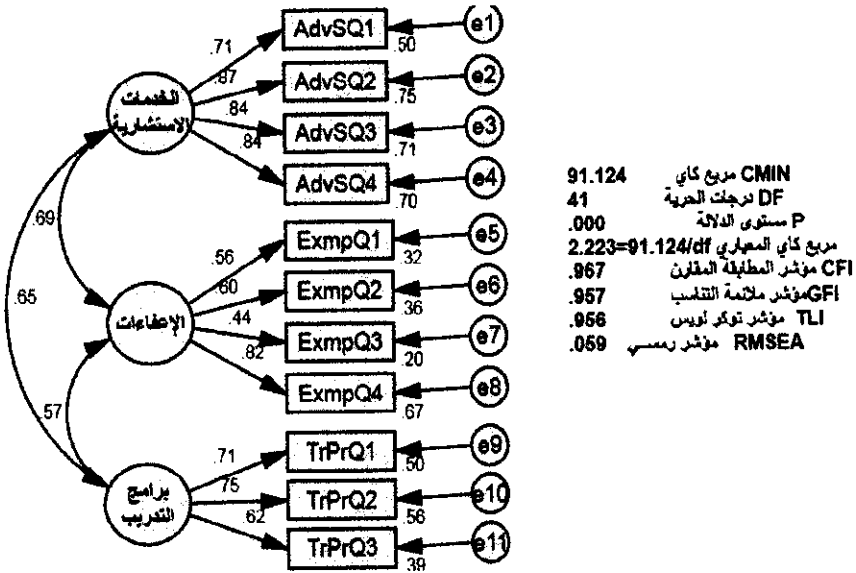 AdvSQ1
e1
.71
.50
AdvSQ2
e2
.87
.75
الخدمات الاستشارية
.84
AdvSQ3
e3
.71
.84
AdvSQ4
e4
.70
.69
.65
ExmpQ1
e5
.56
.32
ExmpQ2
e6
.60
.36
الإعفاءات
.44
ExmpQ3
e7
.20
.82
ExmpQ4
e8
.67
.57
TrPrQ1
e9
.71
.50
.75
TrPrQ2
e10
.56
برامج التدريب
.62
TrPrQ3
e11
.39
CMIN مربع كاي 91.124
DF درجات الحرية 41
P مستوى الدلالة .000
مربع كاي المعياري 2.223=91.124/df
CFI مؤشر المطابقة المقارن .967
GFIمؤشر ملائمة التناسب .957
TLI مؤشر توكر لويس .956
RMSEA مؤشر رمسي .059